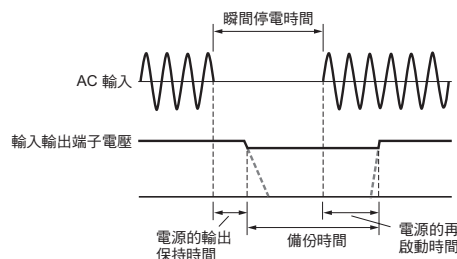 瞬間停電時間
AC 輸入
輸入輸出端子電壓
電源的輸出
保持時間
備份時間
電源的再
啟動時間